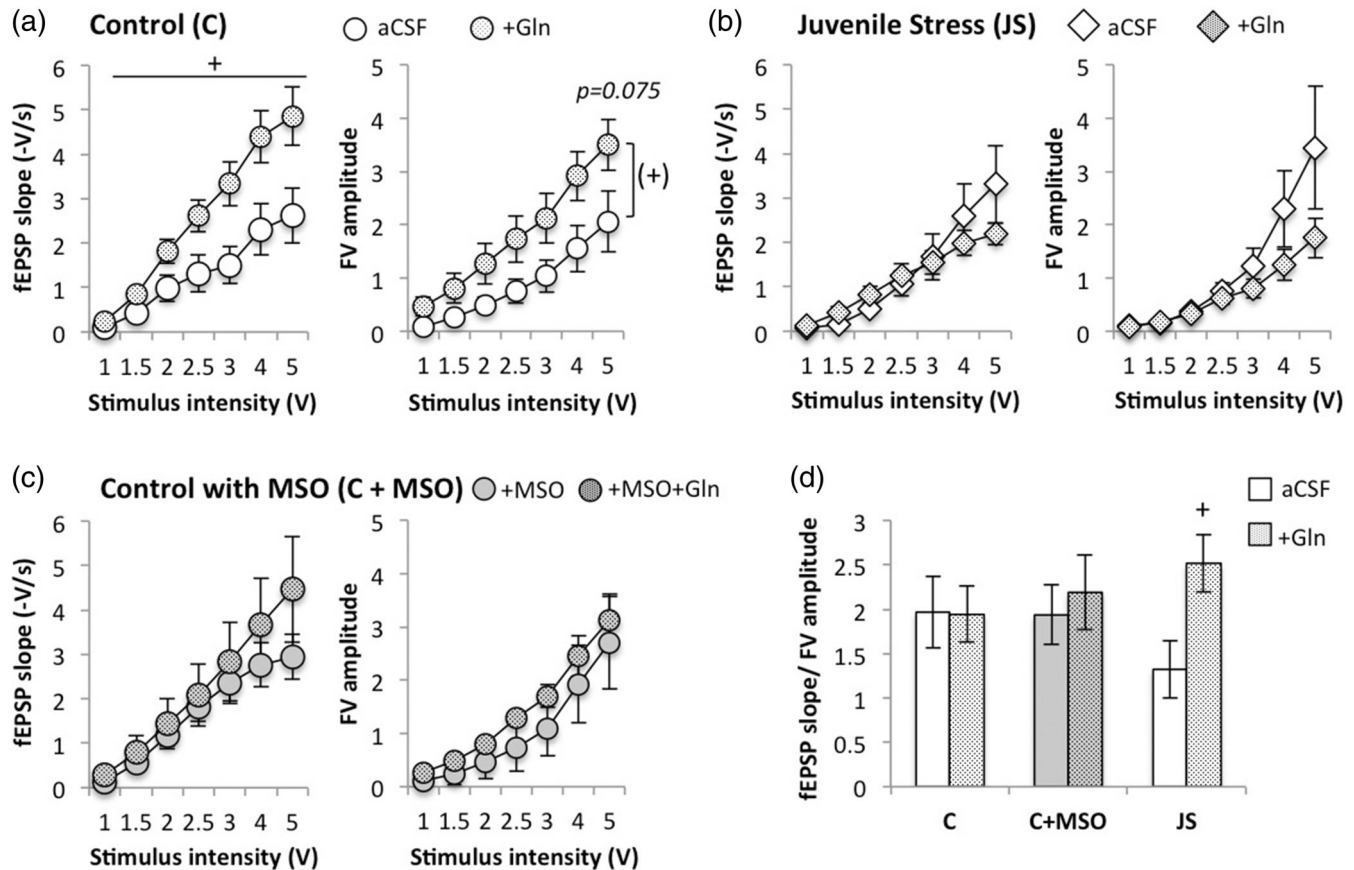 (a) Control (C) aCSF +Gln
fEPSP slope (-V/s)
6
5
4
3
2
1
0
+
1 1.5 2 2.5 3 4 5
Stimulus intensity (V)
FV amplitude
5
4
3
2
1
0
p=0.075
(+)
1 1.5 2 2.5 3 4 5
Stimulus intensity (V)
(b) Juvenile Stress (JS) aCSF +Gln
fEPSP slope (-V/s)
6
5
4
3
2
1
0
1 1.5 2 2.5 3 4 5
Stimulus intensity (V)
FV amplitude
5
4
3
2
1
0
1 1.5 2 2.5 3 4 5
Stimulus intensity (V)
(c) Control with MSO (C + MSO) +MSO +MSO+Gln
fEPSP slope (-V/s)
6
5
4
3
2
1
0
1 1.5 2 2.5 3 4 5
Stimulus intensity (V)
FV amplitude
5
4
3
2
1
0
1 1.5 2 2.5 3 4 5
Stimulus intensity (V)
(d)
aCSF
+Gln
fEPSP slope/ FV amplitude
3
2.5
2
1.5
1
0.5
0
+
C C+MSO JS